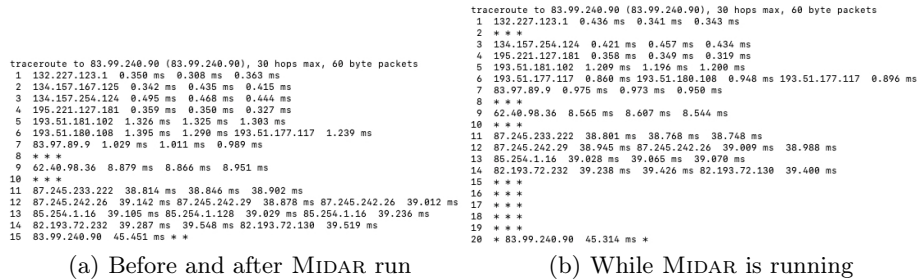 traceroute to 83.99.240.90 (83.99.240.90), 30 hops max, 60 byte packets
1 132.227.123.1 0.350 ms 0.308 ms 0.363 ms
2 134.157.167.125 0.342 ms 0.435 ms 0.415 ms
3 134.157.254.124 0.495 ms 0.468 ms 0.444 ms
4 195.221.127.181 0.359 ms 0.350 ms 0.327 ms
5 193.51.181.102 1.326 ms 1.325 ms 1.303 ms
6 193.51.180.108 1.395 ms 1.290 ms 193.51.177.117 1.239 ms
7 83.97.89.9 1.029 ms 1.011 ms 0.989 ms
8 * * *
9 62.40.98.36 8.879 ms 8.866 ms 8.951 ms
10 * * *
11 87.245.233.222 38.814 ms 38.846 ms 38.902 ms
12 87.245.242.26 39.142 ms 87.245.242.29 38.878 ms 87.245.242.26 39.012 ms
13 85.254.1.16 39.105 ms 85.254.1.128 39.029 ms 85.254.1.16 39.236 ms
14 82.193.72.232 39.287 ms 39.548 ms 82.193.72.130 39.519 ms
15 83.99.240.90 45.451 ms * *
(a) Before and after MIDAR run
traceroute to 83.99.240.90 (83.99.240.90), 30 hops max, 60 byte packets
1 132.227.123.1 0.436 ms 0.341 ms 0.343 ms
2 * * *
3 134.157.254.124 0.421 ms 0.457 ms 0.434 ms
4 195.221.127.181 0.358 ms 0.349 ms 0.319 ms
5 193.51.181.102 1.209 ms 1.196 ms 1.200 ms
6 193.51.177.117 0.860 ms 193.51.180.108 0.948 ms 193.51.177.117 0.896 ms
7 83.97.89.9 0.975 ms 0.973 ms 0.950 ms
8 * * *
9 62.40.98.36 8.565 ms 8.607 ms 8.544 ms
10 * * *
11 87.245.233.222 38.801 ms 38.768 ms 38.748 ms
12 87.245.242.29 38.945 ms 87.245.242.26 39.009 ms 38.988 ms
13 85.254.1.16 39.028 ms 39.065 ms 39.070 ms
14 82.193.72.232 39.238 ms 39.426 ms 82.193.72.130 39.400 ms
15 * * *
16 * * *
17 * * *
18 * * *
19 * * *
20 * 83.99.240.90 45.314 ms *
(b) While MIDAR is running